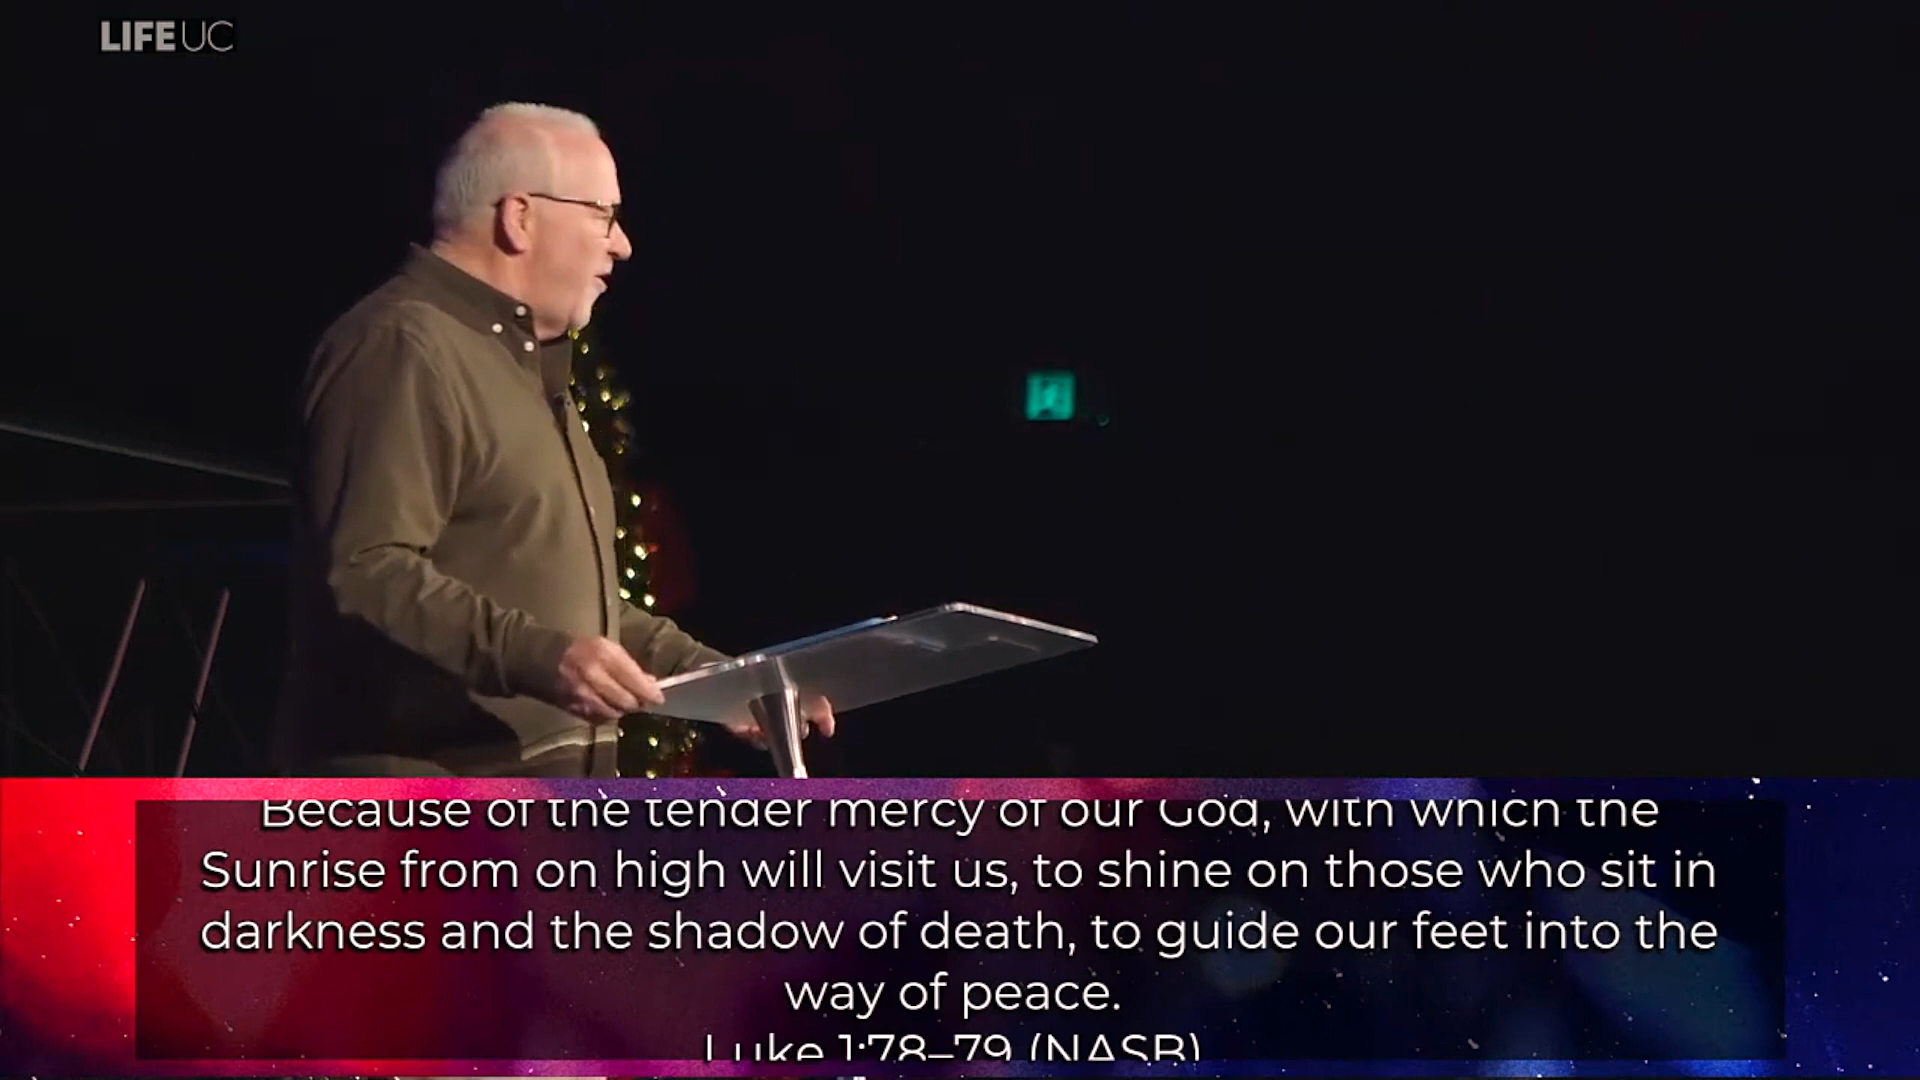 LIFEUC
Because of the tender mercy of our God, with which the
Sunrise from on high will visit us, to shine on those who sit in
darkness and the shadow of death, to guide our feet into the
way of peace.
Luke 1:78–79 (NASB)